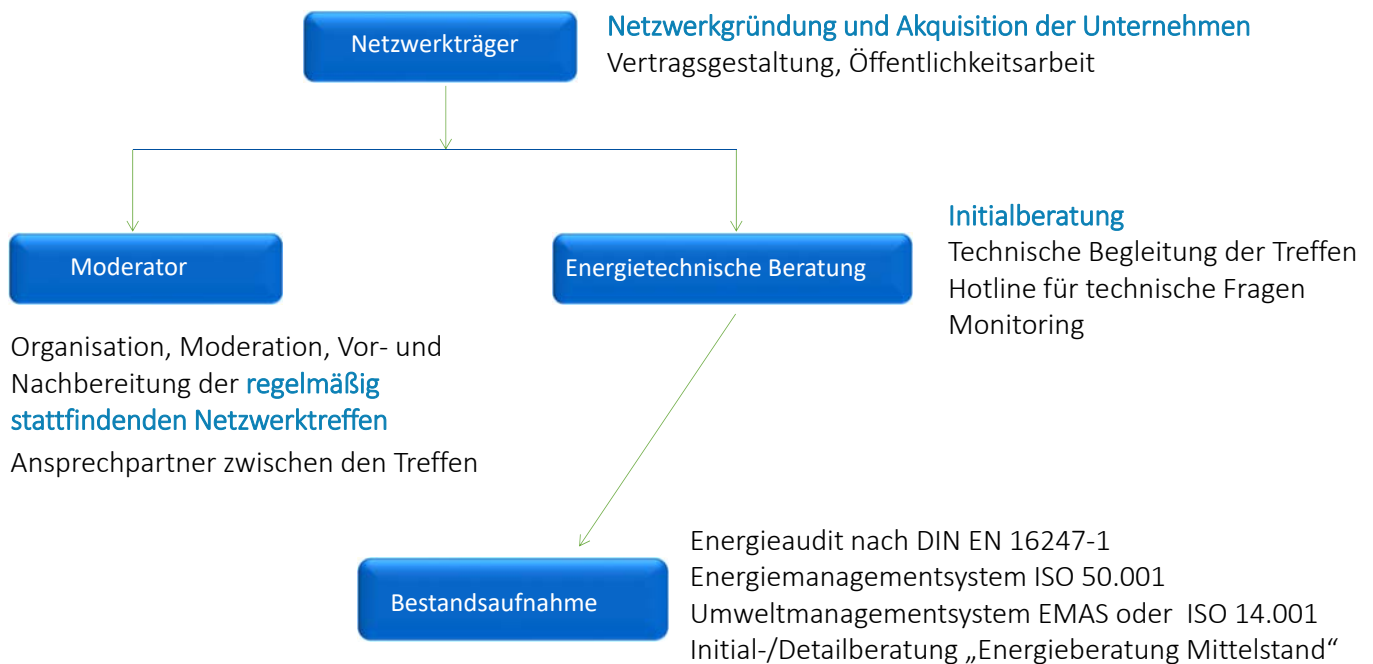 Netzwerkträger
Netzwerkgründung und Akquisition der Unternehmen
Vertragsgestaltung, Öffentlichkeitsarbeit
Moderator
Organisation, Moderation, Vor- und
Nachbereitung der regelmäßig
stattfindenden Netzwerktreffen
Ansprechpartner zwischen den Treffen
Energietechnische Beratung
Initialberatung
Technische Begleitung der Treffen
Hotline für technische Fragen
Monitoring
Bestandsaufnahme
Energieaudit nach DIN EN 16247-1
Energiemanagementsystem ISO 50.001
Umweltmanagementsystem EMAS oder  ISO 14.001
Initial-/Detailberatung „Energieberatung Mittelstand“